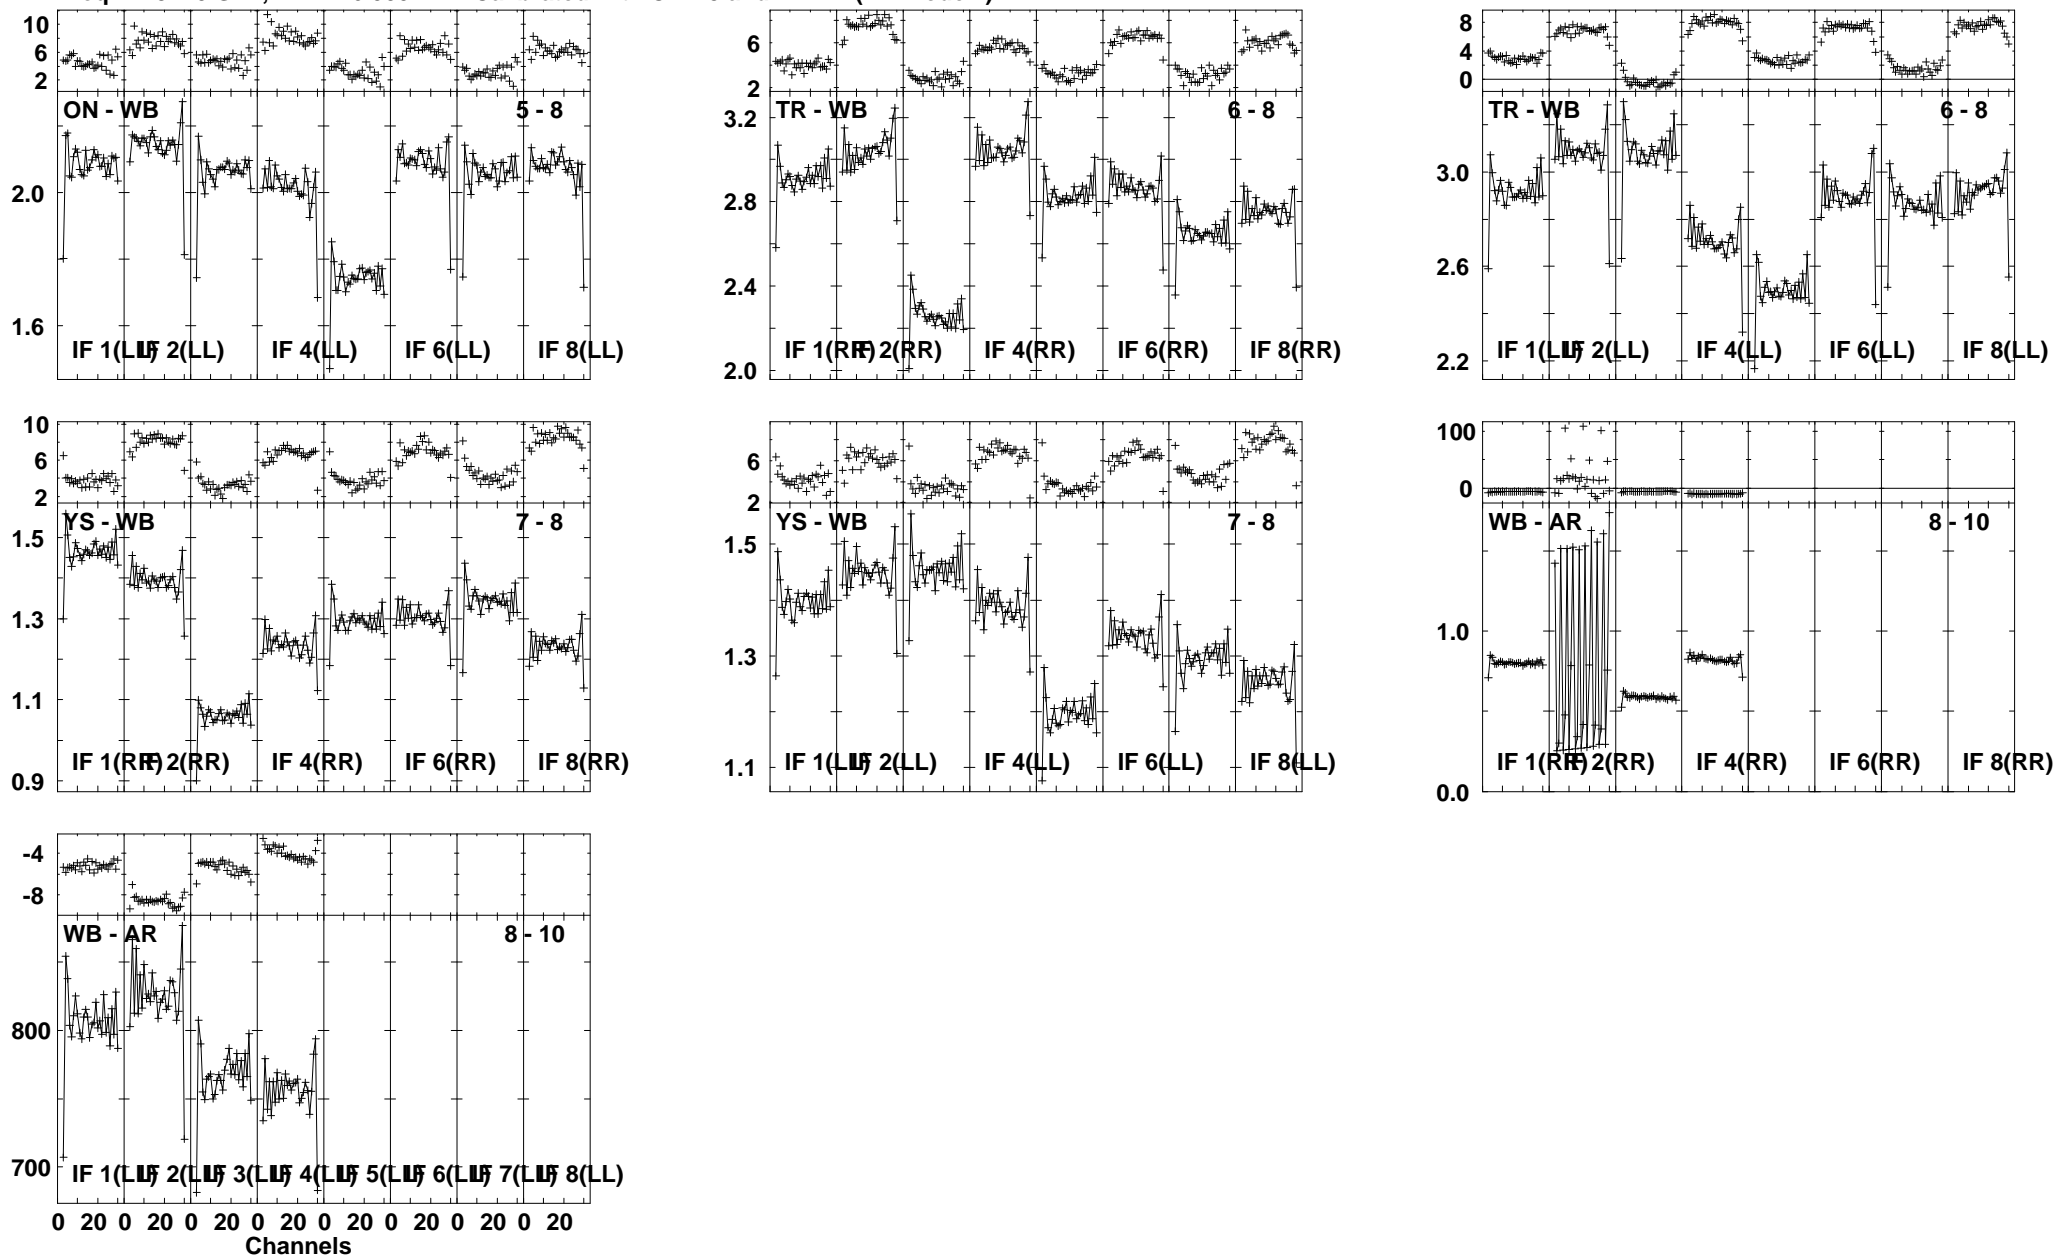 10
6
2
ON - WB
5 - 8
2.0
1.6
IF 1(LL)
IF 2(LL)
IF 4(LL)
IF 6(LL)
IF 8(LL)
6
2
TR - WB
6 - 8
3.2
2.8
2.4
2.0
IF 1(RR)
IF 2(RR)
IF 4(RR)
IF 6(RR)
IF 8(RR)
8
4
0
TR - WB
6 - 8
3.0
2.6
2.2
IF 1(LL)
IF 2(LL)
IF 4(LL)
IF 6(LL)
IF 8(LL)
10
6
2
YS - WB
7 - 8
1.5
1.3
1.1
0.9
IF 1(RR)
IF 2(RR)
IF 4(RR)
IF 6(RR)
IF 8(RR)
6
2
YS - WB
7 - 8
1.5
1.3
1.1
IF 1(LL)
IF 2(LL)
IF 4(LL)
IF 6(LL)
IF 8(LL)
100
0
WB - AR
8 - 10
1.0
0.0
IF 1(RR)
IF 2(RR)
IF 4(RR)
IF 6(RR)
IF 8(RR)
-4
-8
WB - AR
8 - 10
800
700
IF 1(LL)
IF 2(LL)
IF 3(LL)
IF 4(LL)
IF 5(LL)
IF 6(LL)
IF 7(LL)
IF 8(LL)
0 20 0 20 0 20 0 20 0 20 0 20 0 20 0 20
Channels